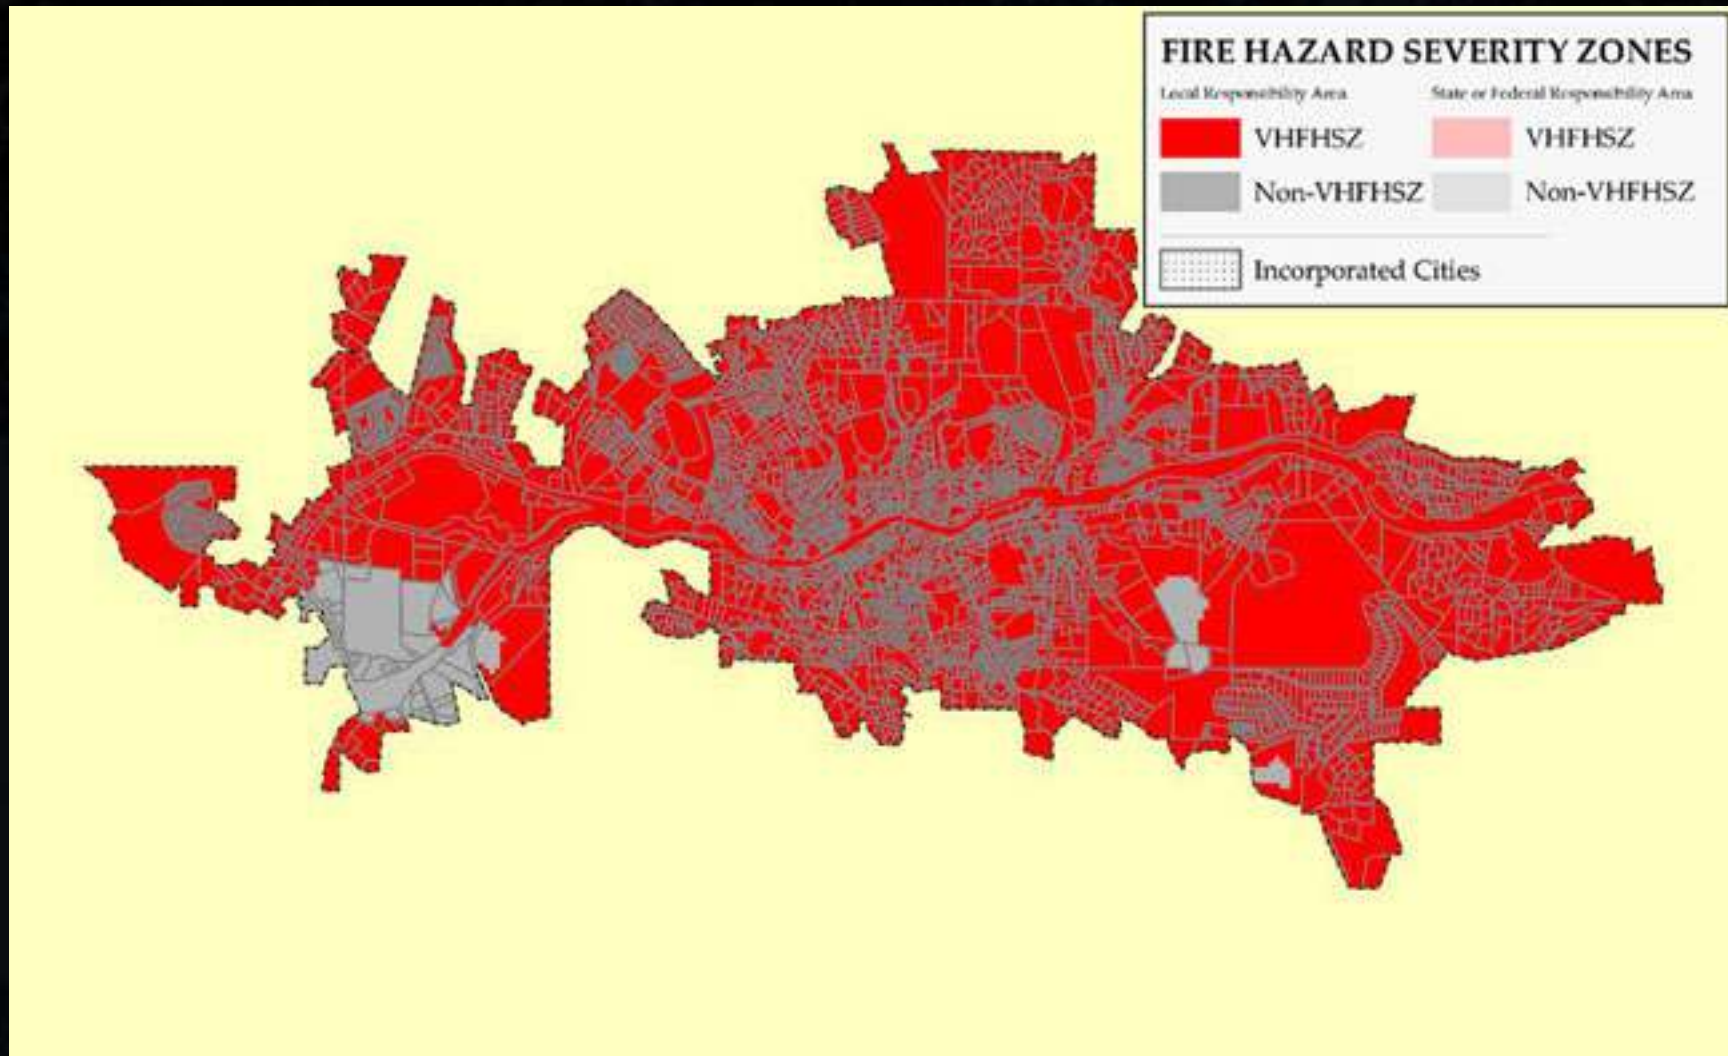 FIRE HAZARD SEVERITY ZONES
Local Responsibility Area State or Federal Responsibility Area
VHFHSZ VHFHSZ
Non-VHFHSZ Non-VHFHSZ
Incorporated Cities